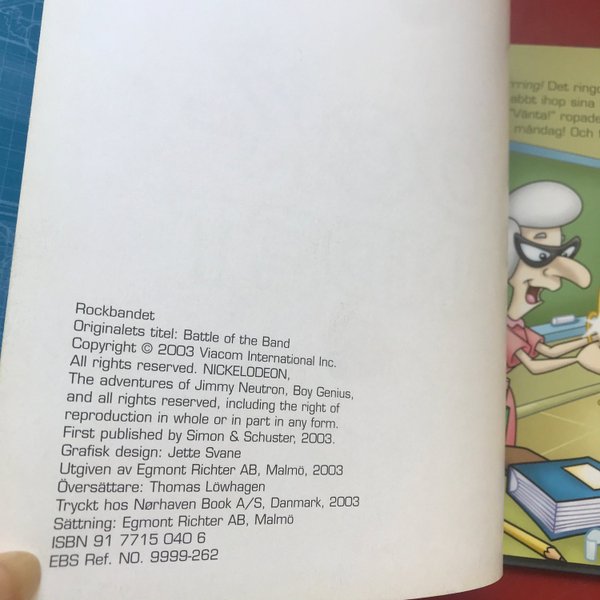 Rockbandet
Originalets titel: Battle of the Band
Copyright © 2003 Viacom International Inc.
All rights reserved. NICKELODEON,
The adventures of Jimmy Neutron, Boy Genius,
and all rights reserved, including the right of
reproduction in whole or in part in any form.
First published by Simon & Schuster, 2003.
Grafisk design: Jette Svane
Utgiven av Egmont Richter AB, Malmö, 2003
Översättare: Thomas Löwhagen
Tryckt hos Nørhaven Book A/S, Danmark, 2003
Sättning: Egmont Richter AB, Malmö
ISBN 91 7715 040 6
EBS Ref. NO. 9999-262
Det ringd
ihop sina
"Vänta!" ropade
måndag! Och